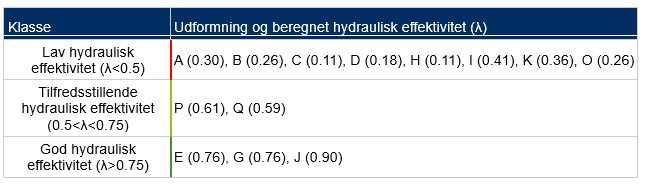 Klasse
Udformning og beregnet hydraulisk effektivitet (λ)
Lav hydraulisk
effektivitet (λ<0.5)
A (0.30), B (0.26), C (0.11), D (0.18), H (0.11), I (0.41), K (0.36), O (0.26)
Tilfredsstillende
hydraulisk effektivitet
(0.5<λ<0.75)
P (0.61), Q (0.59)
God hydraulisk
effektivitet (λ>0.75)
E (0.76), G (0.76), J (0.90)